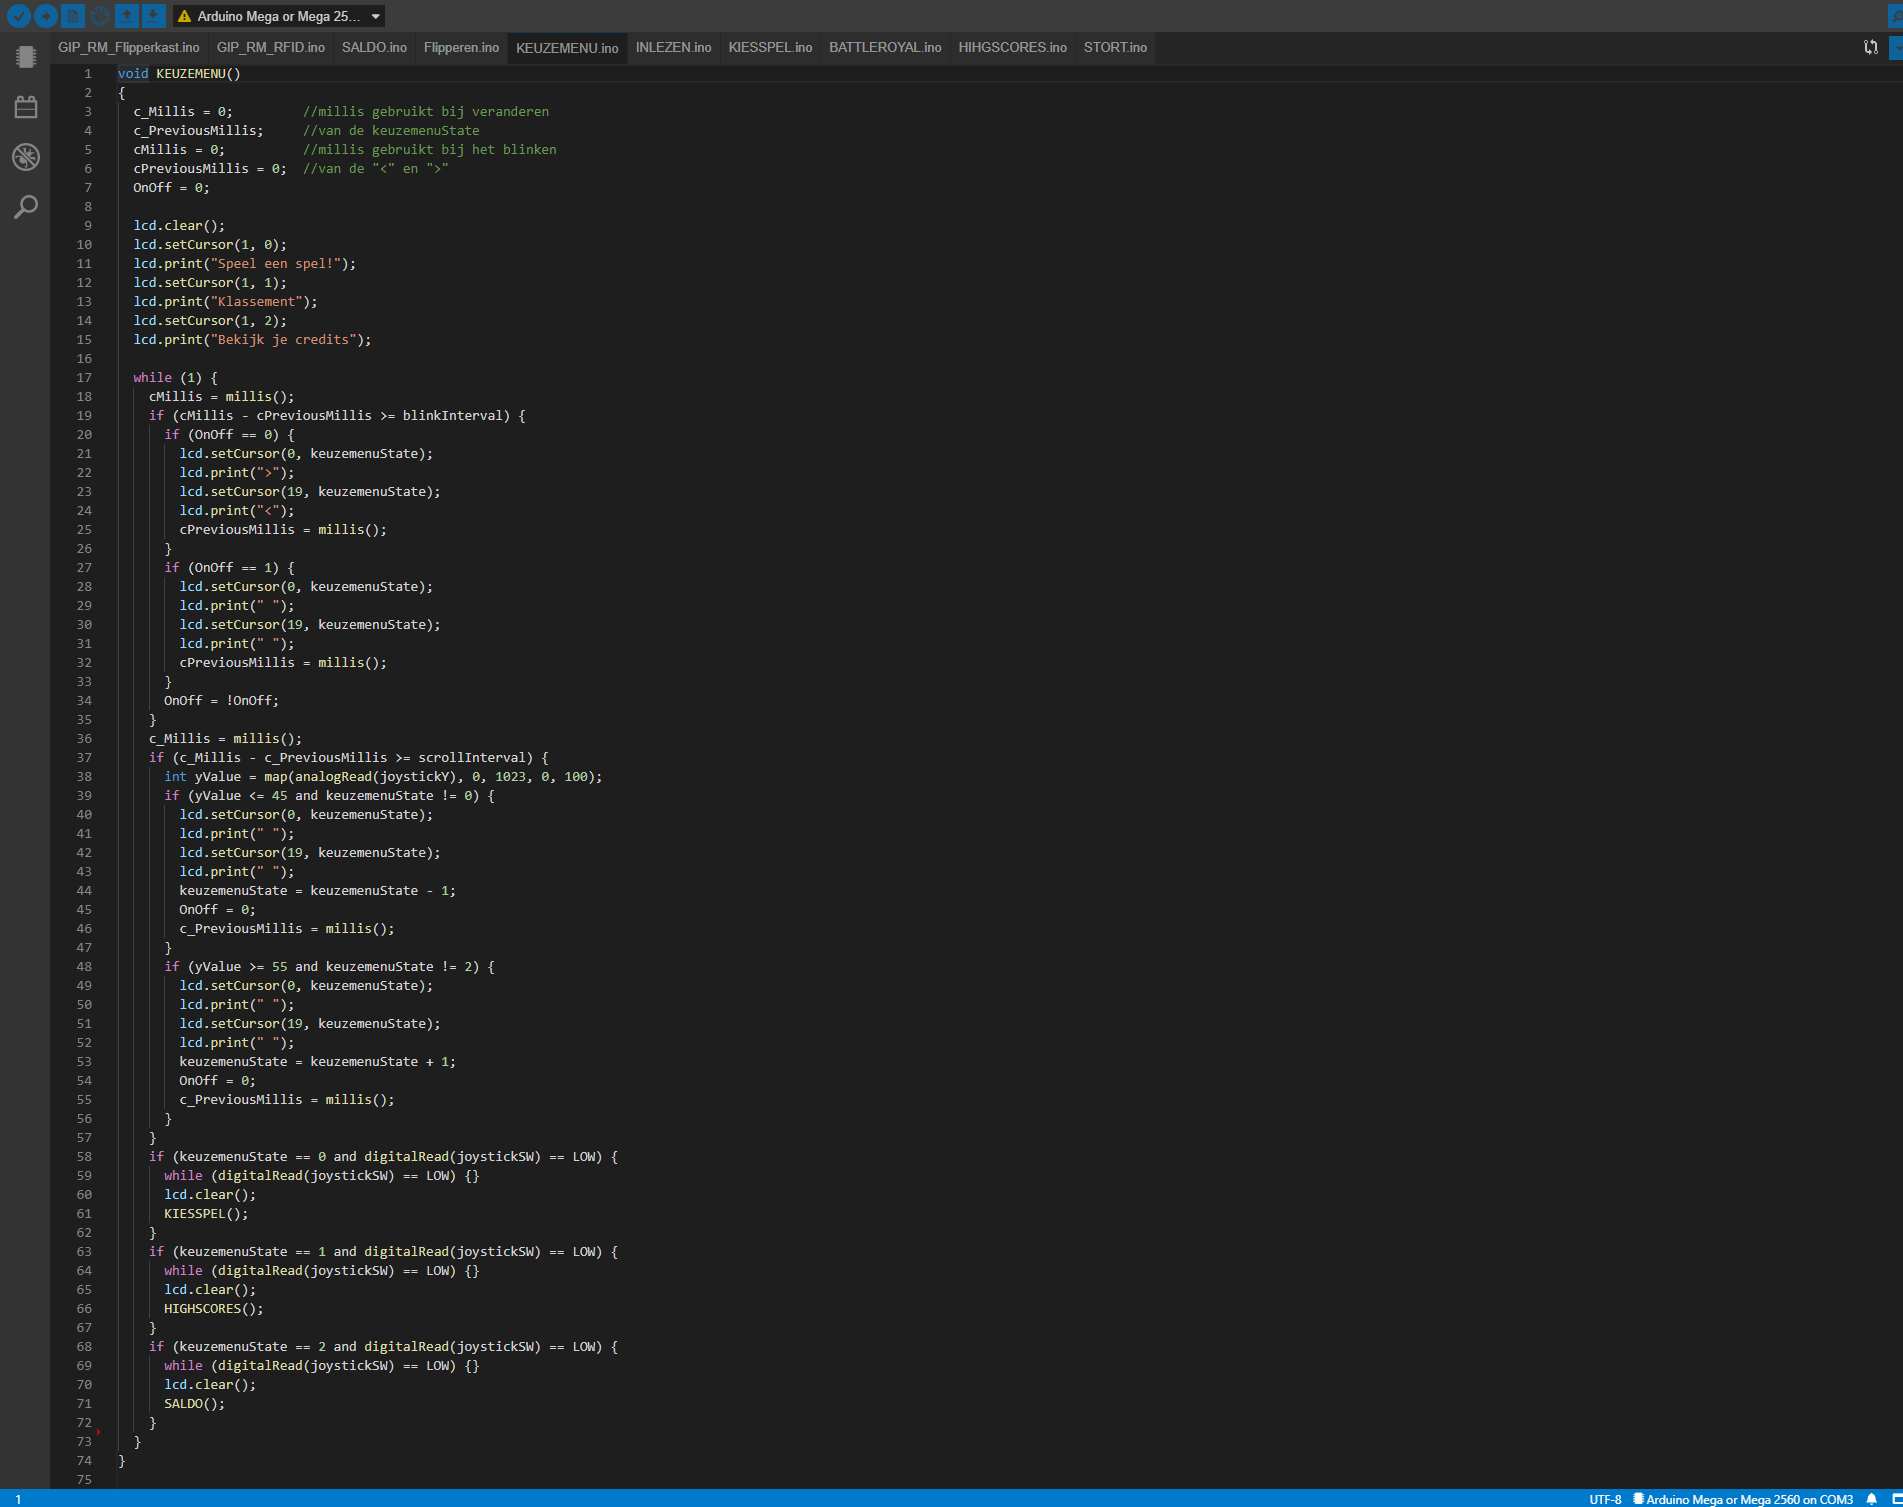 Arduino Mega or Mega 25...
GIP_RM_Flipperkast.ino GIP_RM_RFID.ino SALDO.ino Flipperen.ino KEUZEMENU.ino INLEZEN.ino KIESSPEL.ino BATTLEROYAL.ino HIHGSCORES.ino STORT.ino
1 void KEUZEMENU()
2 {
3 c_Millis = 0; //millis gebruikt bij veranderen
4 c_PreviousMillis; //van de keuzemenuState
5 cMillis = 0; //millis gebruikt bij het blinken
6 cPreviousMillis = 0; //van de "<" en ">"
7 OnOff = 0;
8
9 lcd.clear();
10 lcd.setCursor(1, 0);
11 lcd.print("Speel een spel!");
12 lcd.setCursor(1, 1);
13 lcd.print("Klassement");
14 lcd.setCursor(1, 2);
15 lcd.print("Bekijk je credits");
16
17 while (1) {
18 cMillis = millis();
19 if (cMillis - cPreviousMillis >= blinkInterval) {
20 if (OnOff == 0) {
21 lcd.setCursor(0, keuzemenuState);
22 lcd.print(">");
23 lcd.setCursor(19, keuzemenuState);
24 lcd.print("<");
25 cPreviousMillis = millis();
26 }
27 if (OnOff == 1) {
28 lcd.setCursor(0, keuzemenuState);
29 lcd.print(" ");
30 lcd.setCursor(19, keuzemenuState);
31 lcd.print(" ");
32 cPreviousMillis = millis();
33 }
34 OnOff = !OnOff;
35 }
36 c_Millis = millis();
37 if (c_Millis - c_PreviousMillis >= scrollInterval) {
38 int yValue = map(analogRead(joystickY), 0, 1023, 0, 100);
39 if (yValue <= 45 and keuzemenuState != 0) {
40 lcd.setCursor(0, keuzemenuState);
41 lcd.print(" ");
42 lcd.setCursor(19, keuzemenuState);
43 lcd.print(" ");
44 keuzemenuState = keuzemenuState - 1;
45 OnOff = 0;
46 c_PreviousMillis = millis();
47 }
48 if (yValue >= 55 and keuzemenuState != 2) {
49 lcd.setCursor(0, keuzemenuState);
50 lcd.print(" ");
51 lcd.setCursor(19, keuzemenuState);
52 lcd.print(" ");
53 keuzemenuState = keuzemenuState + 1;
54 OnOff = 0;
55 c_PreviousMillis = millis();
56 }
57 }
58 if (keuzemenuState == 0 and digitalRead(joystickSW) == LOW) {
59 while (digitalRead(joystickSW) == LOW) {}
60 lcd.clear();
61 KIESSPEL();
62 }
63 if (keuzemenuState == 1 and digitalRead(joystickSW) == LOW) {
64 while (digitalRead(joystickSW) == LOW) {}
65 lcd.clear();
66 HIGHSCORES();
67 }
68 if (keuzemenuState == 2 and digitalRead(joystickSW) == LOW) {
69 while (digitalRead(joystickSW) == LOW) {}
70 lcd.clear();
71 SALDO();
72 }
73 }
74 }
75
1 UTF-8 Arduino Mega or Mega 2560 on COM3